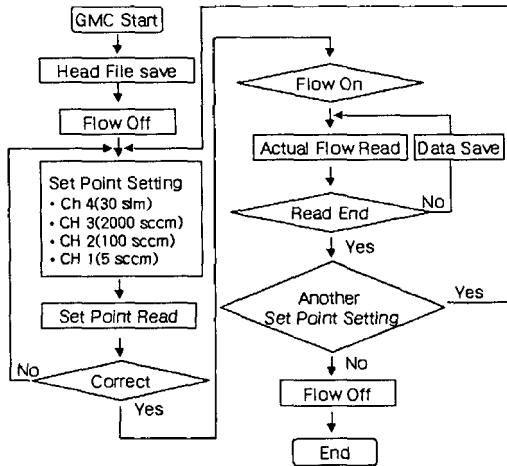 GMC Start
Head File save
Flow Off
Set Point Setting
• Ch 4(30 slm)
• CH 3(2000 sccm)
• CH 2(100 sccm)
• CH 1(5 sccm)
Set Point Read
No
Correct
Yes
Flow On
Actual Flow Read
Data Save
Read End
No
Yes
Another
Set Point Setting
Yes
No
Flow Off
End